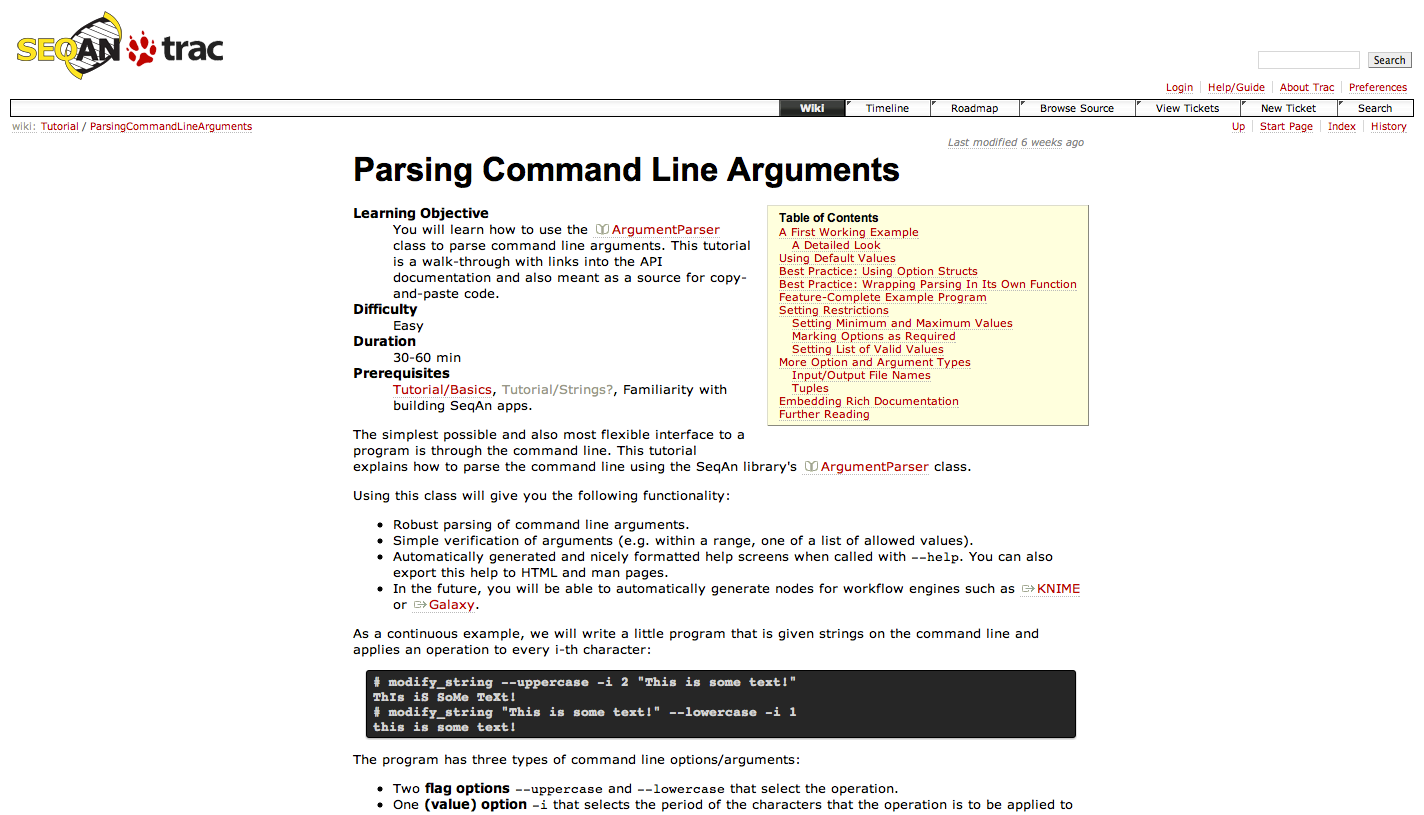 SEQAN trac
Search
Login Help/Guide About Trac Preferences
Wiki Timeline Roadmap Browse Source View Tickets New Ticket Search
wiki: Tutorial / ParsingCommandLineArguments
Up Start Page Index History
Last modified 6 weeks ago
Parsing Command Line Arguments
Learning Objective
You will learn how to use the ArgumentParser
class to parse command line arguments. This tutorial
is a walk-through with links into the API
documentation and also meant as a source for copy-
and-paste code.
Difficulty
Easy
Duration
30-60 min
Prerequisites
Tutorial/Basics, Tutorial/Strings?, Familiarity with
building SeqAn apps.
Table of Contents
A First Working Example
A Detailed Look
Using Default Values
Best Practice: Using Option Structs
Best Practice: Wrapping Parsing In Its Own Function
Feature-Complete Example Program
Setting Restrictions
Setting Minimum and Maximum Values
Marking Options as Required
Setting List of Valid Values
More Option and Argument Types
Input/Output File Names
Tuples
Embedding Rich Documentation
Further Reading
The simplest possible and also most flexible interface to a
program is through the command line. This tutorial
explains how to parse the command line using the SeqAn library's ArgumentParser class.
Using this class will give you the following functionality:
• Robust parsing of command line arguments.
• Simple verification of arguments (e.g. within a range, one of a list of allowed values).
• Automatically generated and nicely formatted help screens when called with --help. You can also
export this help to HTML and man pages.
• In the future, you will be able to automatically generate nodes for workflow engines such as KNIME
or Galaxy.
As a continuous example, we will write a little program that is given strings on the command line and
applies an operation to every i-th character:
# modify_string --uppercase -i 2 "This is some text!"
ThIs iS SoMe TeXt!
# modify_string "This is some text!" --lowercase -i 1
this is some text!
The program has three types of command line options/arguments:
• Two flag options --uppercase and --lowercase that select the operation.
• One (value) option -i that selects the period of the characters that the operation is to be applied to